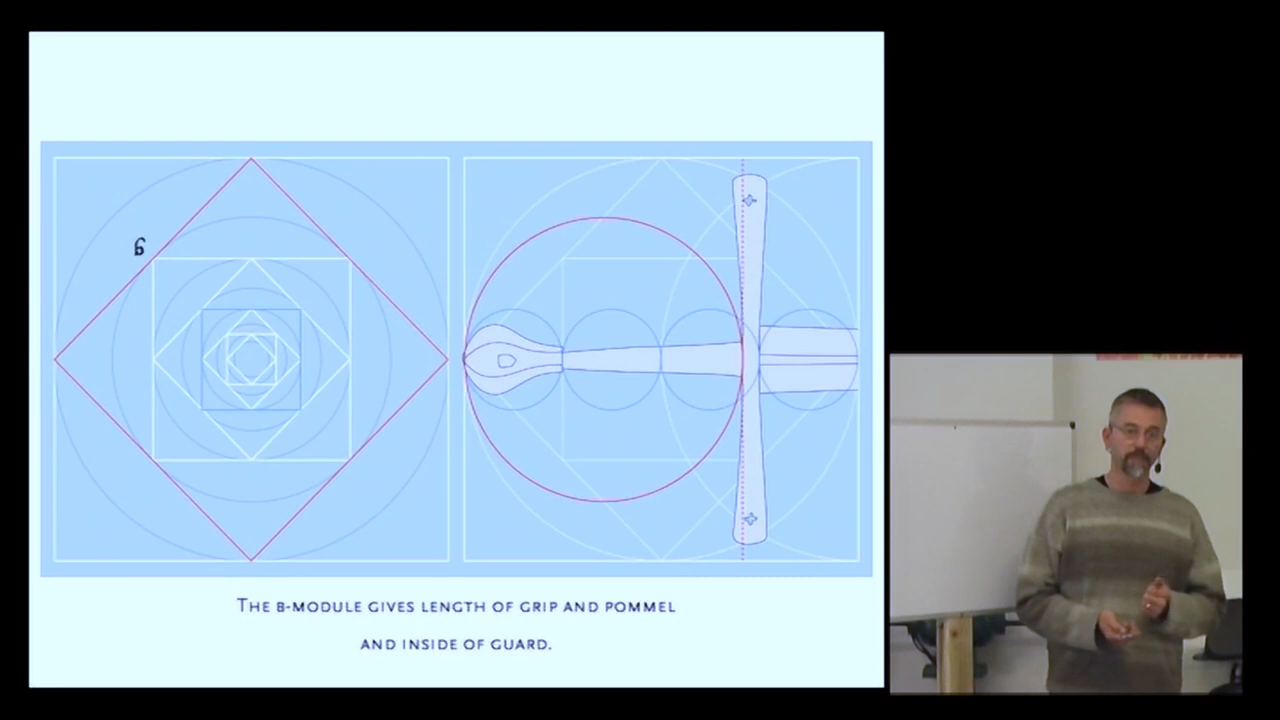 B
THE B-MODULE GIVES LENGTH OF GRIP AND POMMEL
AND INSIDE OF GUARD.